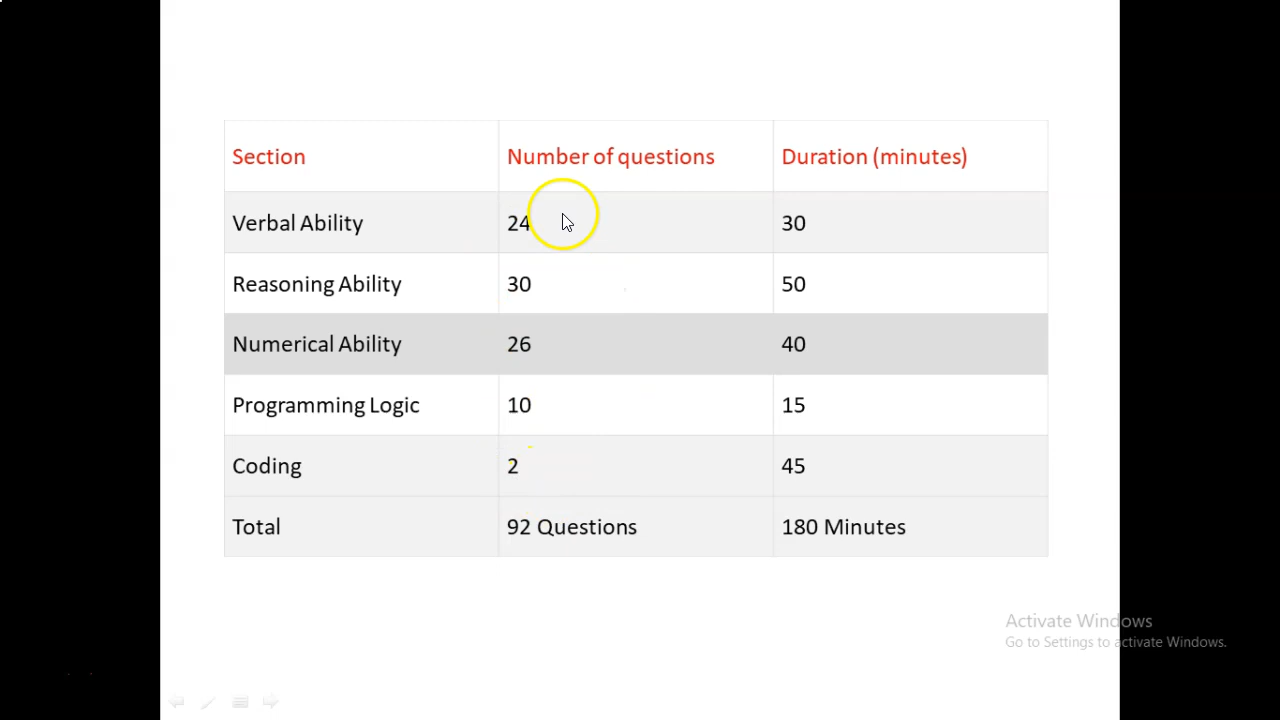 Section Number of questions Duration (minutes)
Verbal Ability 24 30
Reasoning Ability 30 50
Numerical Ability 26 40
Programming Logic 10 15
Coding 2 45
Total 92 Questions 180 Minutes
Activate Windows
Go to Settings to activate Windows.